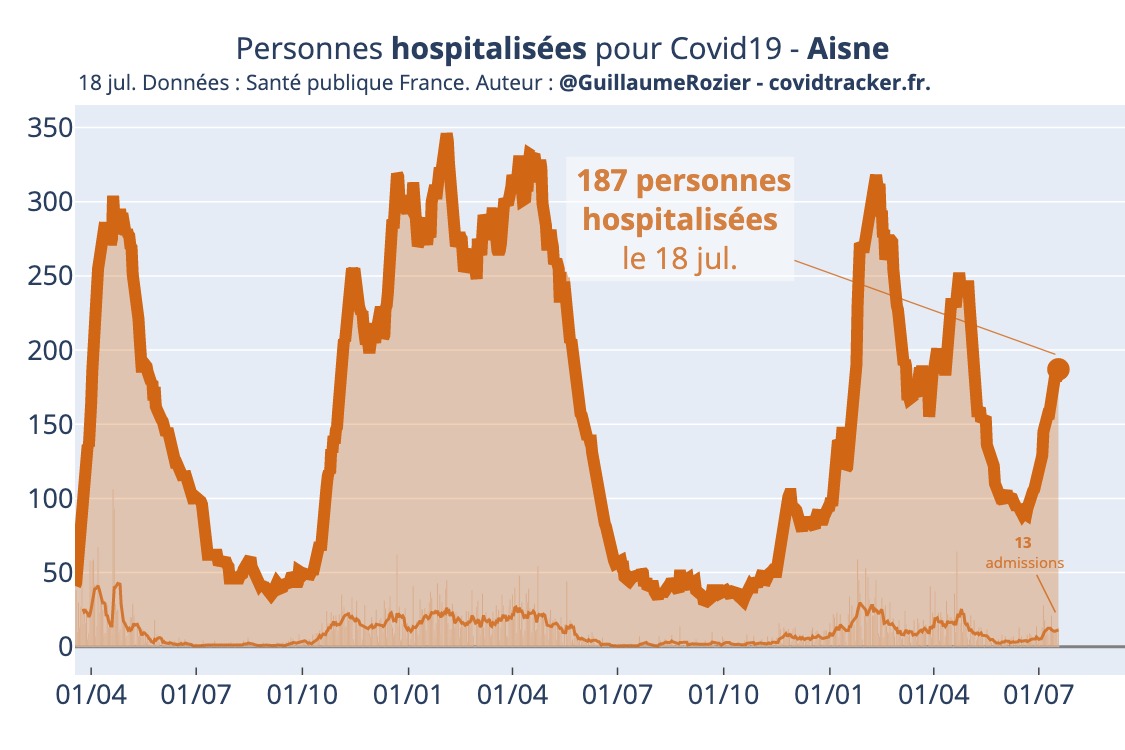 Personnes hospitalisées pour Covid19 - Aisne
18 jul. Données : Santé publique France. Auteur : @GuillaumeRozier - covidtracker.fr.
350
300
250
200
150
100
50
0
187 personnes
hospitalisées
le 18 jul.
13
admissions
01/04 01/07 01/10 01/01 01/04 01/07 01/10 01/01 01/04 01/07